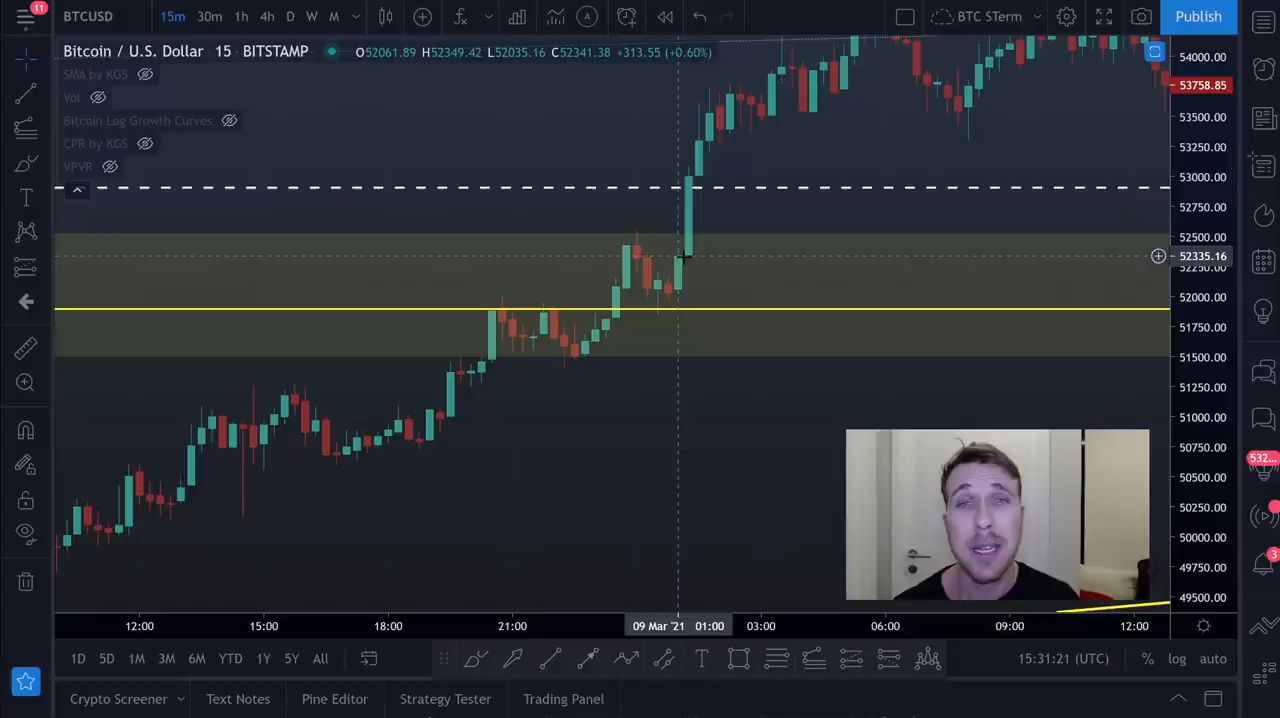 11
BTCUSD 15m 30m 1h 4h D W M BTC STerm Publish
Bitcoin / U.S. Dollar 15 BITSTAMP O52061.89 H52349.42 L52035.16 C52341.38 +313.55 (+0.60%)
SMA by KGS
Vol
Bitcoin Log Growth Curves
CPR by KGS
VPVR
54000.00
53758.85
53500.00
53250.00
53000.00
52750.00
52500.00
52335.16
52250.00
52000.00
51750.00
51500.00
51250.00
51000.00
50750.00
50500.00
50250.00
50000.00
49750.00
49500.00
532...
3
12:00 15:00 18:00 21:00 09 Mar '21 01:00 03:00 06:00 09:00 12:00
1D 5D 1M 3M 6M YTD 1Y 5Y All 15:31:21 (UTC) % log auto
Crypto Screener Text Notes Pine Editor Strategy Tester Trading Panel